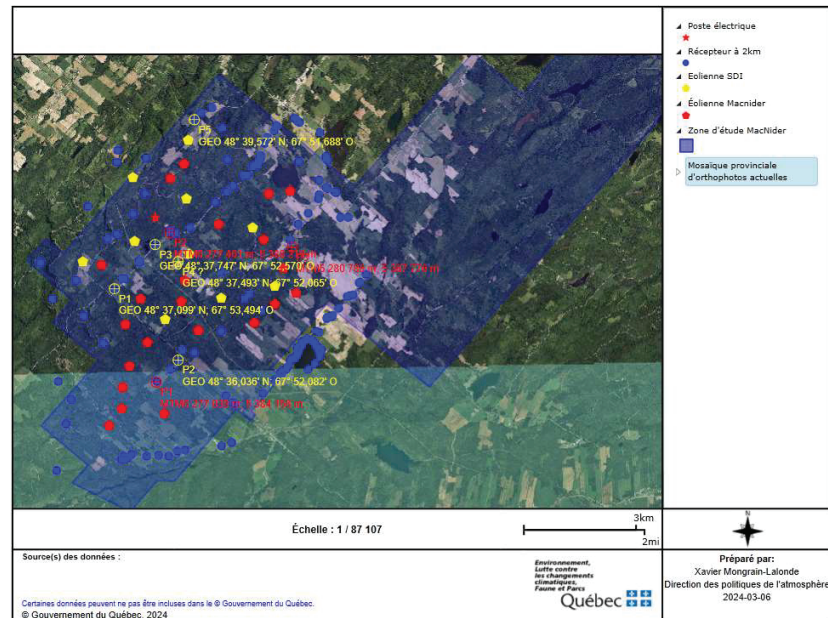 Poste électrique
Récepteur à 2km
Eolienne SDI
Éolienne Macnider
Zone d'étude MacNider
Mosaïque provinciale
d'orthophotos actuelles
P5
GEO 48° 39,572' N; 67° 51,688' O
P3
GEO 48° 37,747' N; 67° 52,570' O
GEO 48° 37,493' N; 67° 52,065' O
P1
GEO 48° 37,099' N; 67° 53,494' O
P2
GEO 48° 36,036' N; 67° 52,082' O
Échelle : 1 / 87 107
3km
2mi
Source(s) des données :
Certaines données peuvent ne pas être incluses dans le © Gouvernement du Québec.
© Gouvernement du Québec, 2024
Environnement,
Lutte contre
les changements
climatiques,
Faune et Parcs
Québec
Préparé par:
Xavier Mongrain-Lalonde
Direction des politiques de l'atmosphère
2024-03-06